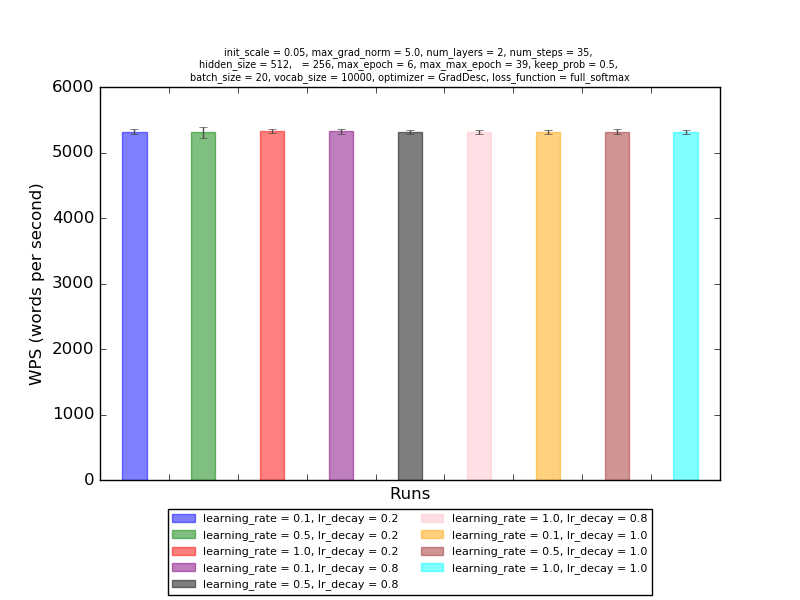 init_scale = 0.05, max_grad_norm = 5.0, num_layers = 2, num_steps = 35,
hidden_size = 512,   = 256, max_epoch = 6, max_max_epoch = 39, keep_prob = 0.5,
batch_size = 20, vocab_size = 10000, optimizer = GradDesc, loss_function = full_softmax
6000
5000
4000
3000
2000
1000
0
WPS (words per second)
Runs
learning_rate = 0.1, lr_decay = 0.2
learning_rate = 0.5, lr_decay = 0.2
learning_rate = 1.0, lr_decay = 0.2
learning_rate = 0.1, lr_decay = 0.8
learning_rate = 0.5, lr_decay = 0.8
learning_rate = 1.0, lr_decay = 0.8
learning_rate = 0.1, lr_decay = 1.0
learning_rate = 0.5, lr_decay = 1.0
learning_rate = 1.0, lr_decay = 1.0